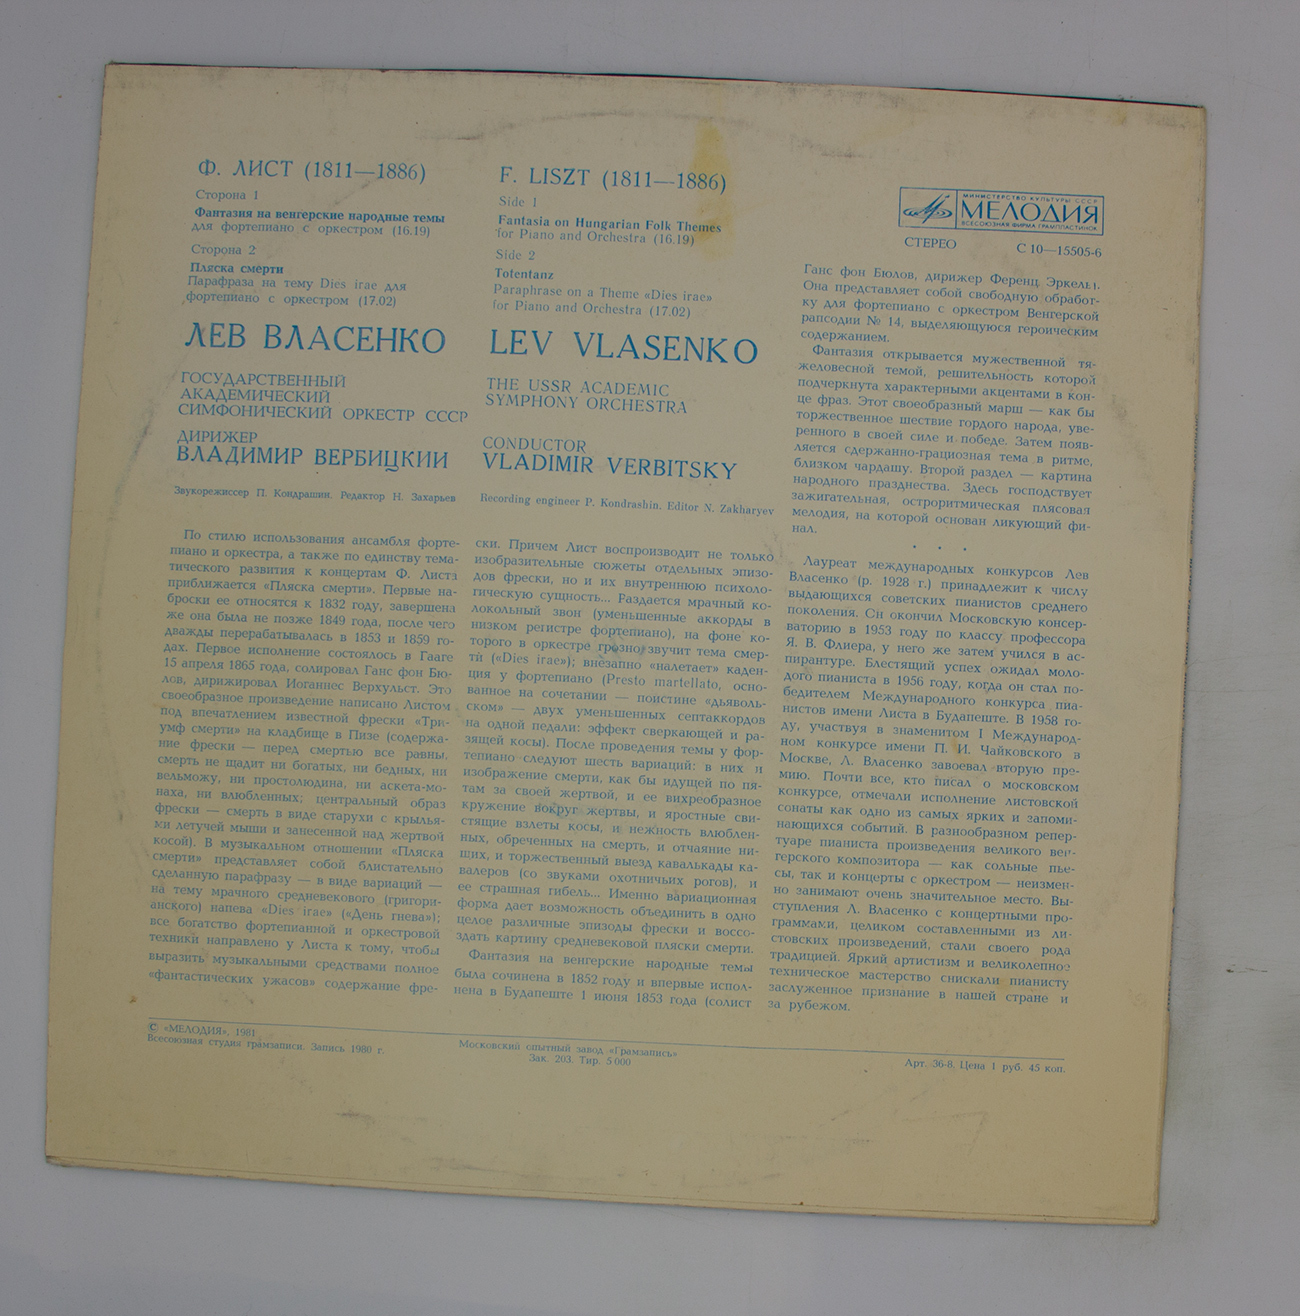 Ф. ЛИСТ (1811—1886)
Сторона 1
Фантазия на венгерские народные темы
для фортепиано с оркестром (16.19)
Сторона 2
Пляска смерти
Парафраза на тему Dies irae для
фортепиано с оркестром (17.02)
ЛЕВ ВЛАСЕНКО
ГОСУДАРСТВЕННЫЙ
АКАДЕМИЧЕСКИЙ
СИМФОНИЧЕСКИЙ ОРКЕСТР СССР
ДИРИЖЕР
ВЛАДИМИР ВЕРБИЦКИЙ
Звукорежиссер П. Кондрашин. Редактор Н. Захарьев
F. LISZT (1811—1886)
Side 1
Fantasia on Hungarian Folk Themes
for Piano and Orchestra (16.19)
Side 2
Totentanz
Paraphrase on a Theme «Dies irae»
for Piano and Orchestra (17.02)
LEV VLASENKO
THE USSR ACADEMIC
SYMPHONY ORCHESTRA
CONDUCTOR
VLADIMIR VERBITSKY
Recording engineer P. Kondrashin. Editor N. Zakharyev
МИНИСТЕРСТВО КУЛЬТУРЫ СССР
МЕЛОДИЯ
ВСЕСОЮЗНАЯ ФИРМА ГРАМПЛАСТИНОК
СТЕРЕО С 10—15505-6
По стилю использования ансамбля форте-
пиано и оркестра, а также по единству тема-
тического развития к концертам Ф. Листа
приближается «Пляска смерти». Первые на-
броски ее относятся к 1832 году, завершена
же она была не позже 1849 года, после чего
дважды перерабатывалась в 1853 и 1859 го-
дах. Первое исполнение состоялось в Гааге
15 апреля 1865 года, солировал Ганс фон Бю-
лов, дирижировал Иоганнес Верхульст. Это
своеобразное произведение написано Листом
под впечатлением известной фрески «Три-
умф смерти» на кладбище в Пизе (содержа-
ние фрески — перед смертью все равны,
смерть не щадит ни богатых, ни бедных, ни
вельможу, ни простолюдина, ни аскета-мо-
наха, ни влюбленных; центральный образ
фрески — смерть в виде старухи с крылья-
ми летучей мыши и занесенной над жертвой
косой). В музыкальном отношении «Пляска
смерти» представляет собой блистательно
сделанную парафразу — в виде вариаций —
на тему мрачного средневекового (григори-
анского) напева «Dies irae» («День гнева»);
все богатство фортепианной и оркестровой
техники направлено у Листа к тому, чтобы
выразить музыкальными средствами полное
«фантастических ужасов» содержание фре-
ски. Причем Лист воспроизводит не только
изобразительные сюжеты отдельных эпизо-
дов фрески, но и их внутреннюю психоло-
гическую сущность... Раздается мрачный ко-
локольный звон (уменьшенные аккорды в
низком регистре фортепиано), на фоне ко-
торого в оркестре грозно звучит тема смер-
ти («Dies irae»); внезапно «налетает» каден-
ция у фортепиано (Presto martellato, осно-
ванное на сочетании — поистине «дьяволь-
ском» — двух уменьшенных септаккордов
на одной педали: эффект сверкающей и ра-
зящей косы). После проведения темы у фор-
тепиано следуют шесть вариаций: в них и
изображение смерти, как бы идущей по пя-
там за своей жертвой, и ее вихреобразное
кружение вокруг жертвы, и яростные сви-
стящие взлеты косы, и нежность влюблен-
ных, обреченных на смерть, и отчаяние ни-
щих, и торжественный выезд кавалькады ка-
валеров (со звуками охотничьих рогов), и
ее страшная гибель... Именно вариационная
форма дает возможность объединить в одно
целое различные эпизоды фрески и воссо-
здать картину средневековой пляски смерти.
Фантазия на венгерские народные темы
была сочинена в 1852 году и впервые испол-
нена в Будапеште 1 июня 1853 года (солист
Ганс фон Бюлов, дирижер Ференц Эркель).
Она представляет собой свободную обработ-
ку для фортепиано с оркестром Венгерской
рапсодии № 14, выделяющуюся героическим
содержанием.
Фантазия открывается мужественной тя-
желовесной темой, решительность которой
подчеркнута характерными акцентами в кон-
це фраз. Этот своеобразный марш — как бы
торжественное шествие гордого народа, уве-
ренного в своей силе и победе. Затем появ-
ляется сдержанно-грациозная тема в ритме,
близком чардашу. Второй раздел — картина
народного празднества. Здесь господствует
зажигательная, остроритмическая плясовая
мелодия, на которой основан ликующий фи-
нал.
• • •
Лауреат международных конкурсов Лев
Власенко (р. 1928 г.) принадлежит к числу
выдающихся советских пианистов среднего
поколения. Он окончил Московскую консер-
ваторию в 1953 году по классу профессора
Я. В. Флиера, у него же затем учился в ас-
пирантуре. Блестящий успех ожидал моло-
дого пианиста в 1956 году, когда он стал по-
бедителем Международного конкурса пиа-
нистов имени Листа в Будапеште. В 1958 го-
ду, участвуя в знаменитом I Международ-
ном конкурсе имени П. И. Чайковского в
Москве, Л. Власенко завоевал вторую пре-
мию. Почти все, кто писал о московском
конкурсе, отмечали исполнение листовской
сонаты как одно из самых ярких и запоми-
нающихся событий. В разнообразном репер-
туаре пианиста произведения великого вен-
герского композитора — как сольные пье-
сы, так и концерты с оркестром — неизмен-
но занимают очень значительное место. Вы-
ступления Л. Власенко с концертными про-
граммами, целиком составленными из ли-
стовских произведений, стали своего рода
традицией. Яркий артистизм и великолепное
техническое мастерство снискали пианисту
заслуженное признание в нашей стране и
за рубежом.
© «МЕЛОДИЯ», 1981
Всесоюзная студия грамзаписи. Запись 1980 г.
Московский опытный завод «Грамзапись»
Зак. 203. Тир. 5 000
Арт. 36-8. Цена 1 руб. 45 коп.